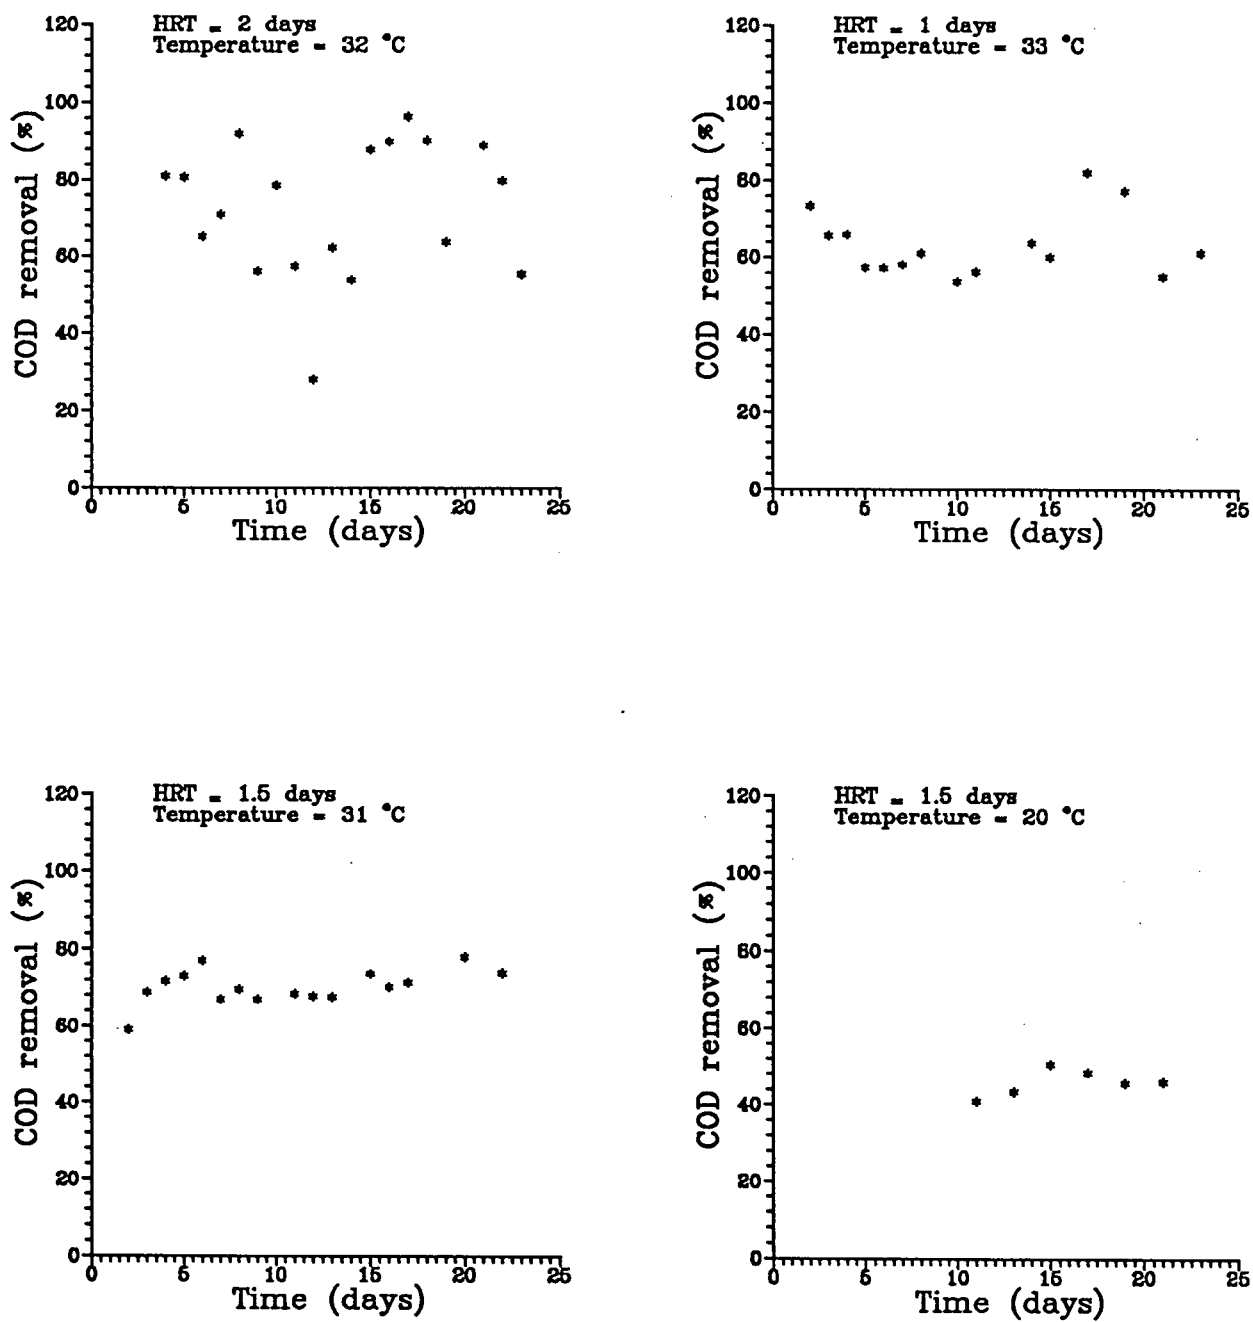 HRT = 2 days
Temperature = 32 °C
120
100
80
60
40
20
0
COD removal (%)
0 5 10 15 20 25
Time (days)
HRT = 1 days
Temperature = 33 °C
120
100
80
60
40
20
0
COD removal (%)
0 5 10 15 20 25
Time (days)
HRT = 1.5 days
Temperature = 31 °C
120
100
80
60
40
20
0
COD removal (%)
0 5 10 15 20 25
Time (days)
HRT = 1.5 days
Temperature = 20 °C
120
100
80
60
40
20
0
COD removal (%)
0 5 10 15 20 25
Time (days)